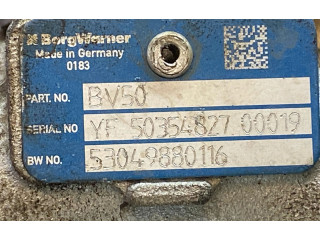 BorgWarner
Made in Germany
0183
PART. NO. BV50
SERIAL NO YF 50354827 00019
BW NO. 53049880116